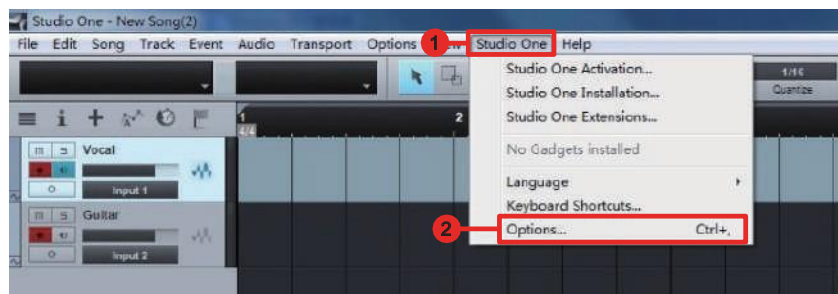 Studio One - New Song(2)
File Edit Song Track Event Audio Transport Options 1 Studio One Help
Studio One Activation...
Studio One Installation...
Studio One Extensions...
No Gadgets installed
Language
Keyboard Shortcuts...
2 Options... Ctrl+,
1/16
Quantize
1
2
4/4
m s Vocal
Input 1
m s Guitar
Input 2